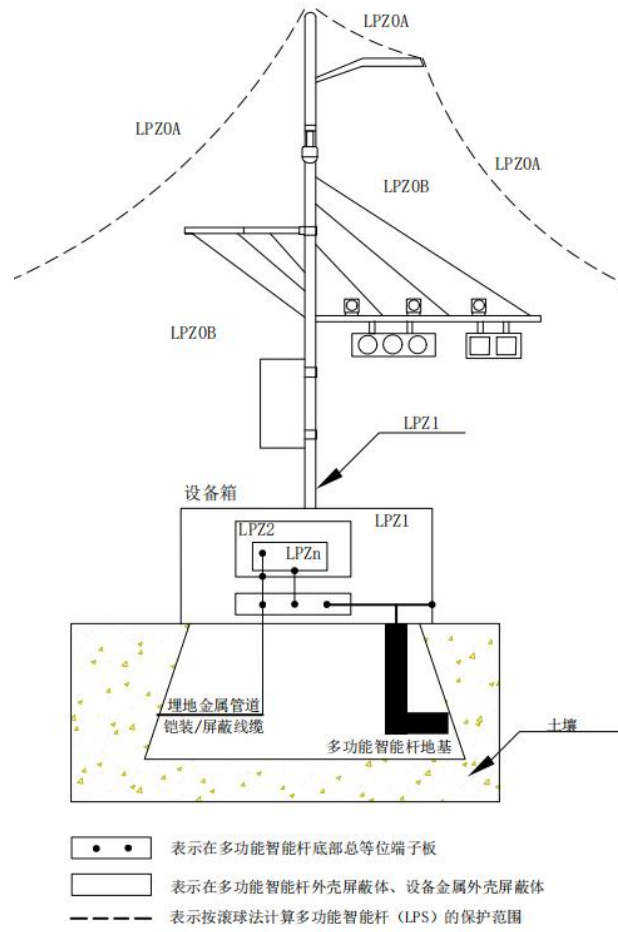 LPZ0A
LPZ0A
LPZ0A
LPZ0B
LPZ0B
LPZ1
设备箱
LPZ1
LPZ2
LPZn
埋地金属管道
铠装/屏蔽线缆
土壤
多功能智能杆地基
表示在多功能智能杆底部总等位端子板
表示在多功能智能杆外壳屏蔽体、设备金属外壳屏蔽体
表示按滚球法计算多功能智能杆（LPS）的保护范围